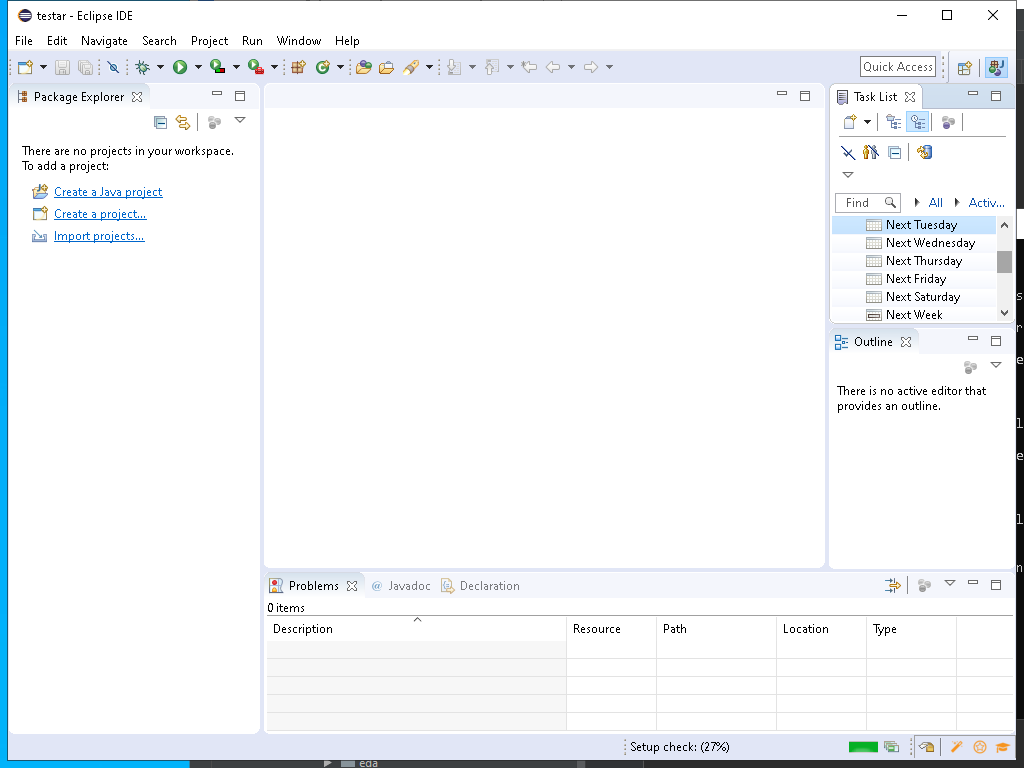 testar - Eclipse IDE
File Edit Navigate Search Project Run Window Help
Quick Access
Package Explorer
There are no projects in your workspace.
To add a project:
Create a Java project
Create a project...
Import projects...
Task List
Find All Activ...
Next Tuesday
Next Wednesday
Next Thursday
Next Friday
Next Saturday
Next Week
Outline
There is no active editor that
provides an outline.
Problems @ Javadoc Declaration
0 items
Description Resource Path Location Type
Setup check: (27%)
eda